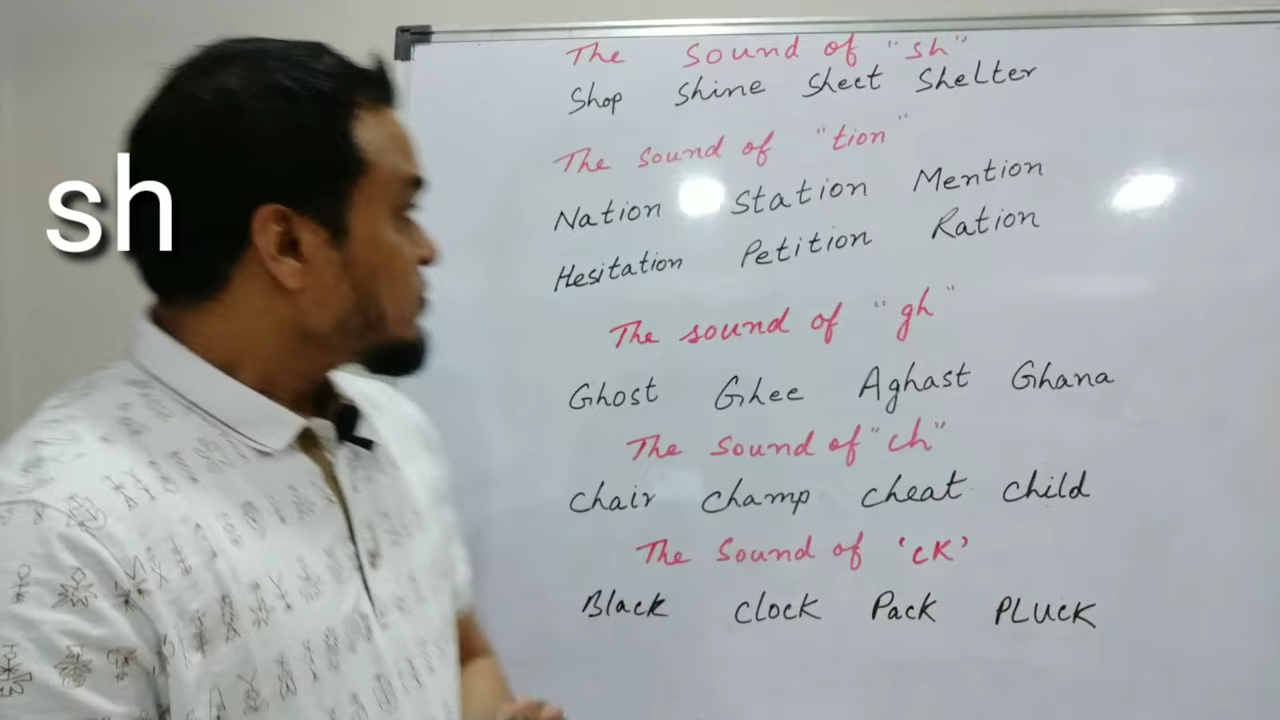 sh
The Sound of "sh"
Shop Shine Sheet Shelter
The Sound of "tion"
Nation Station Mention
Hesitation Petition Ration
The sound of "gh"
Ghost Ghee Aghast Ghana
The Sound of "ch"
Chair Champ Cheat Child
The Sound of 'cK'
Black Clock Pack PLUCK